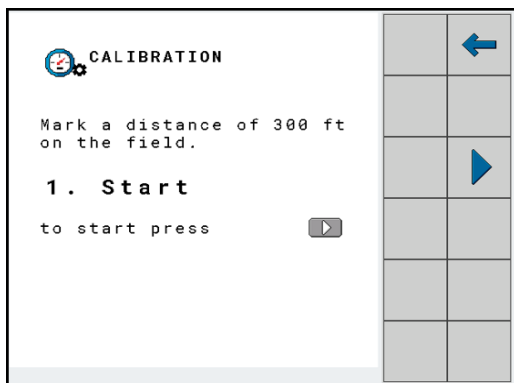 CALIBRATION
Mark a distance of 300 ft
on the field.
1. Start
to start press